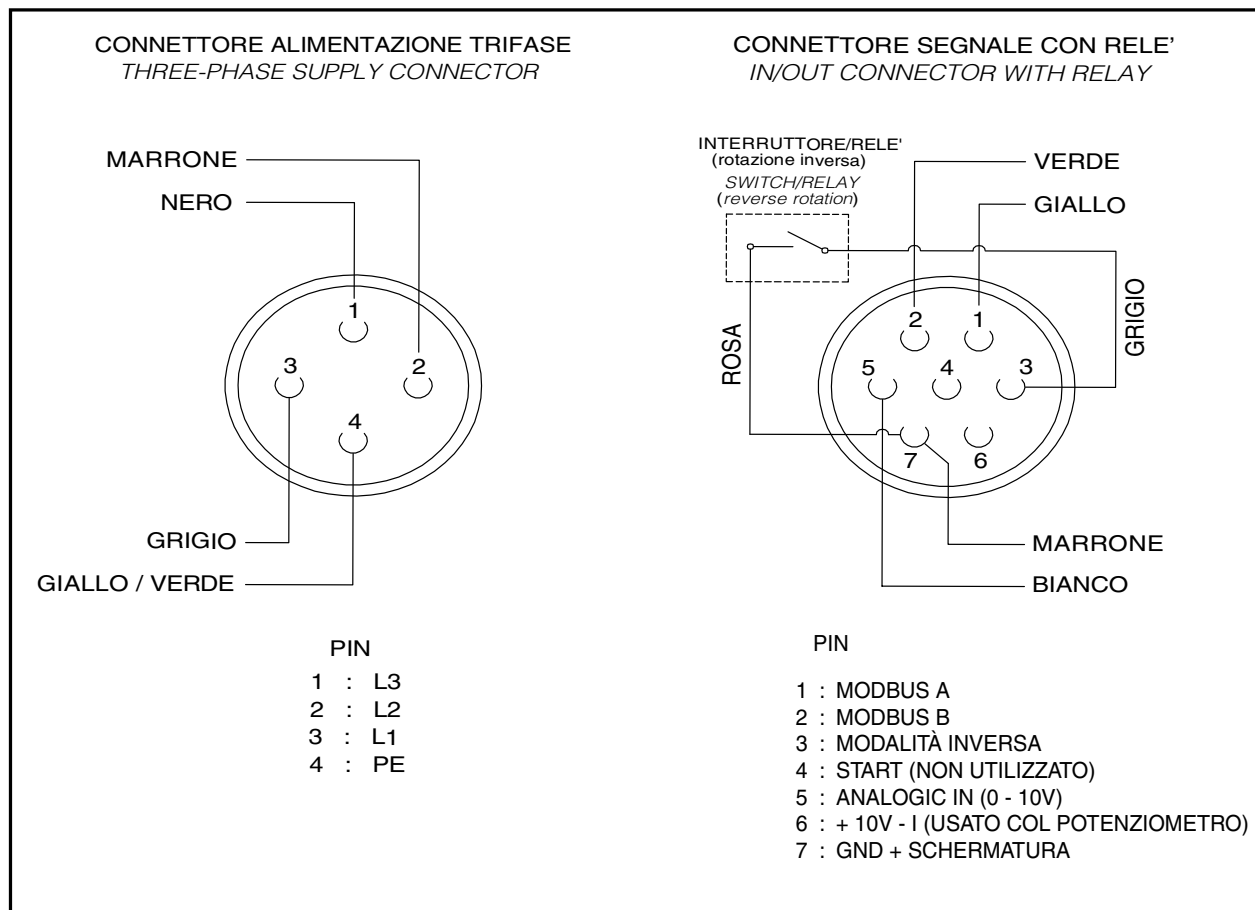 CONNETTORE ALIMENTAZIONE TRIFASE
THREE-PHASE SUPPLY CONNECTOR
MARRONE
NERO
1
3
2
4
GRIGIO
GIALLO / VERDE
PIN
1 : L3
2 : L2
3 : L1
4 : PE
CONNETTORE SEGNALE CON RELE'
IN/OUT CONNECTOR WITH RELAY
INTERRUTTORE/RELE'
(rotazione inversa)
SWITCH/RELAY
(reverse rotation)
VERDE
GIALLO
ROSA
GRIGIO
2
1
5
4
3
7
6
MARRONE
BIANCO
PIN
1 : MODBUS A
2 : MODBUS B
3 : MODALITÀ INVERSA
4 : START (NON UTILIZZATO)
5 : ANALOGIC IN (0 - 10V)
6 : + 10V - I (USATO COL POTENZIOMETRO)
7 : GND + SCHERMATURA